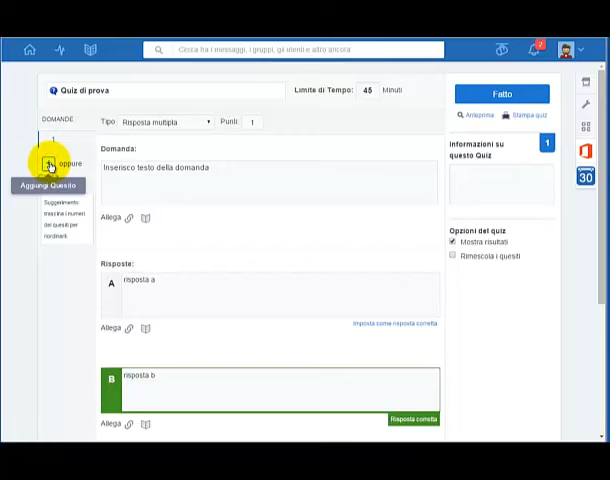 Cerca fra i messaggi, i gruppi, gli utenti e altro ancora
Quiz di prova
Limite di Tempo: 45 Minuti
Fatto
Anteprima Stampa quiz
DOMANDE
Tipo Risposta multipla Punti: 1
1
oppure
Aggiungi Quesito
Suggerimento:
trascina i numeri
dei quesiti per
riordinarli.
Domanda:
Inserisco testo della domanda
Allega
Risposte:
A risposta a
Allega
Imposta come risposta corretta
B risposta b
Risposta corretta
Allega
Informazioni su
questo Quiz
1
Opzioni del quiz
Mostra risultati
Rimescola i quesiti
30